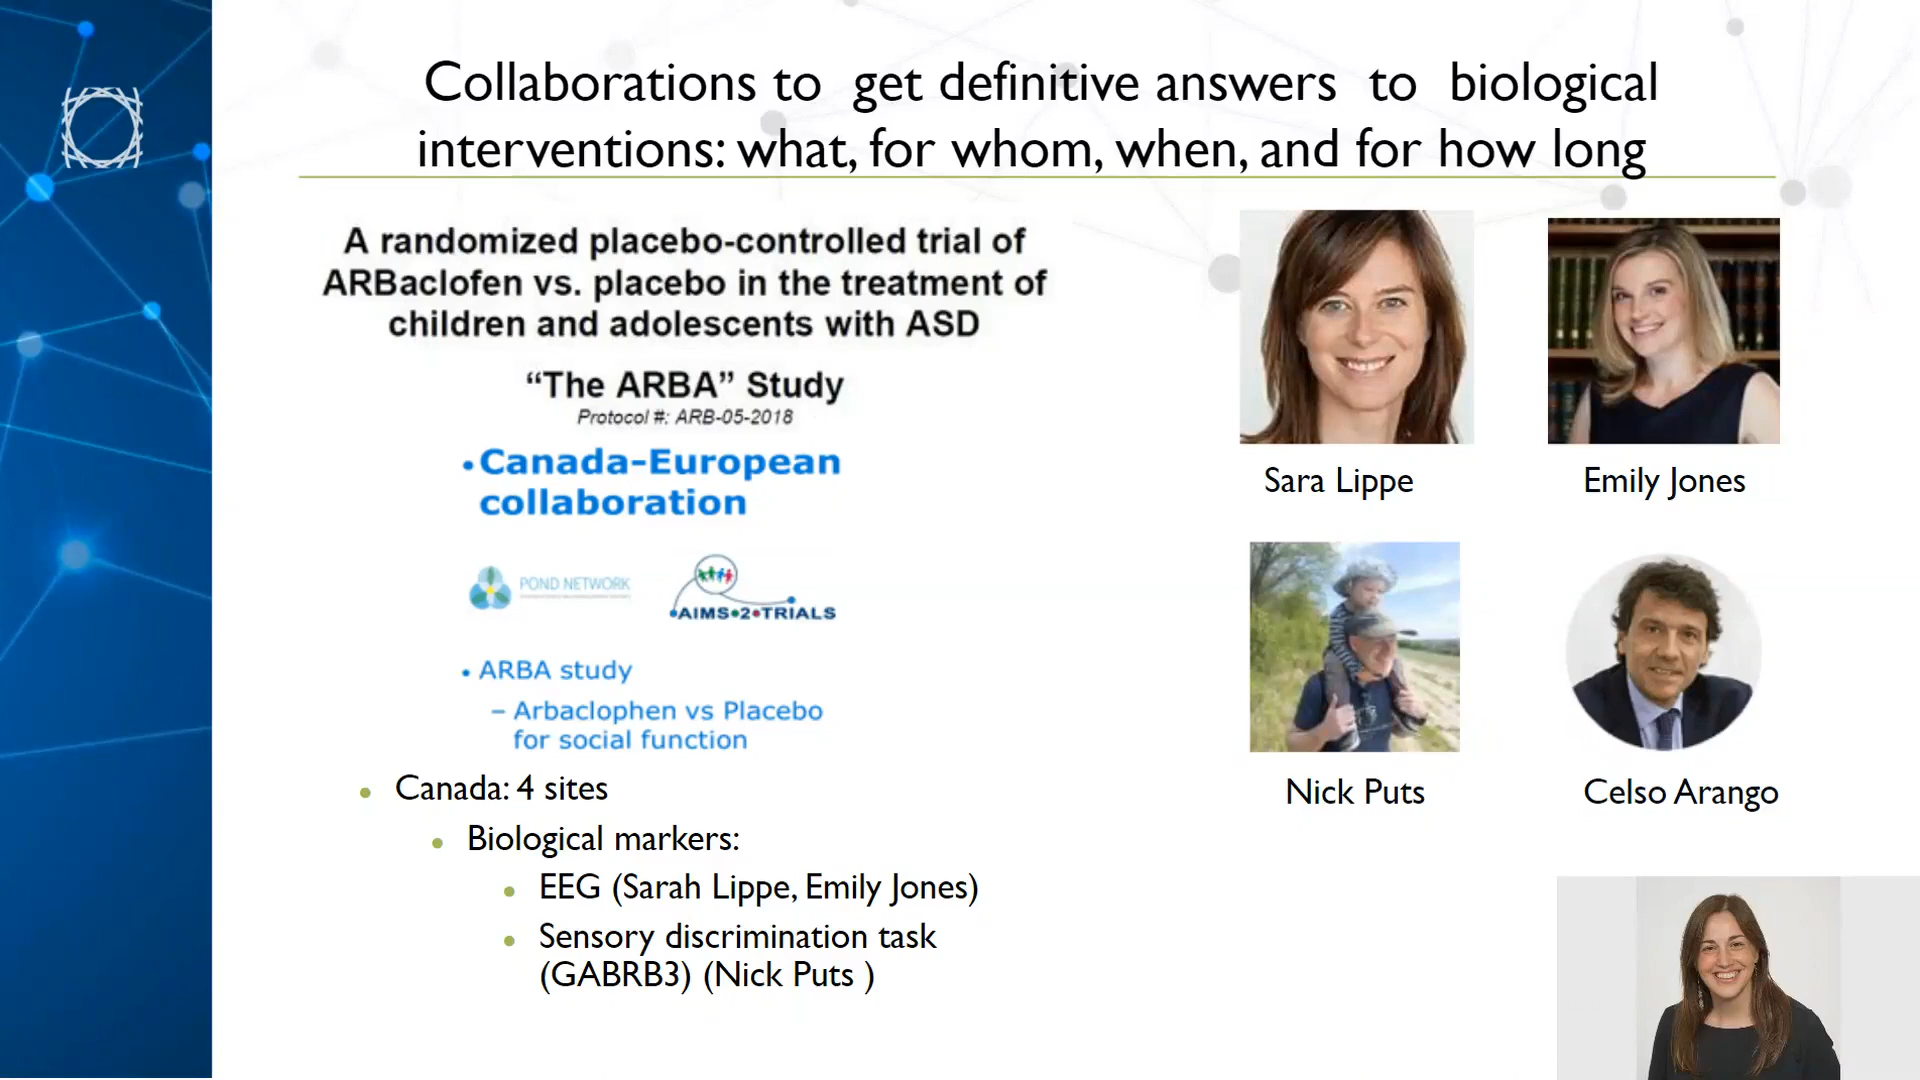 Collaborations to get definitive answers to biological
interventions: what, for whom, when, and for how long
A randomized placebo-controlled trial of
ARBaclofen vs. placebo in the treatment of
children and adolescents with ASD
“The ARBA” Study
Protocol #: ARB-05-2018
• Canada-European
collaboration
POND NETWORK
AIMS•2•TRIALS
• ARBA study
– Arbaclophen vs Placebo
for social function
• Canada: 4 sites
• Biological markers:
• EEG (Sarah Lippe, Emily Jones)
• Sensory discrimination task
(GABRB3) (Nick Puts )
Sara Lippe
Emily Jones
Nick Puts
Celso Arango